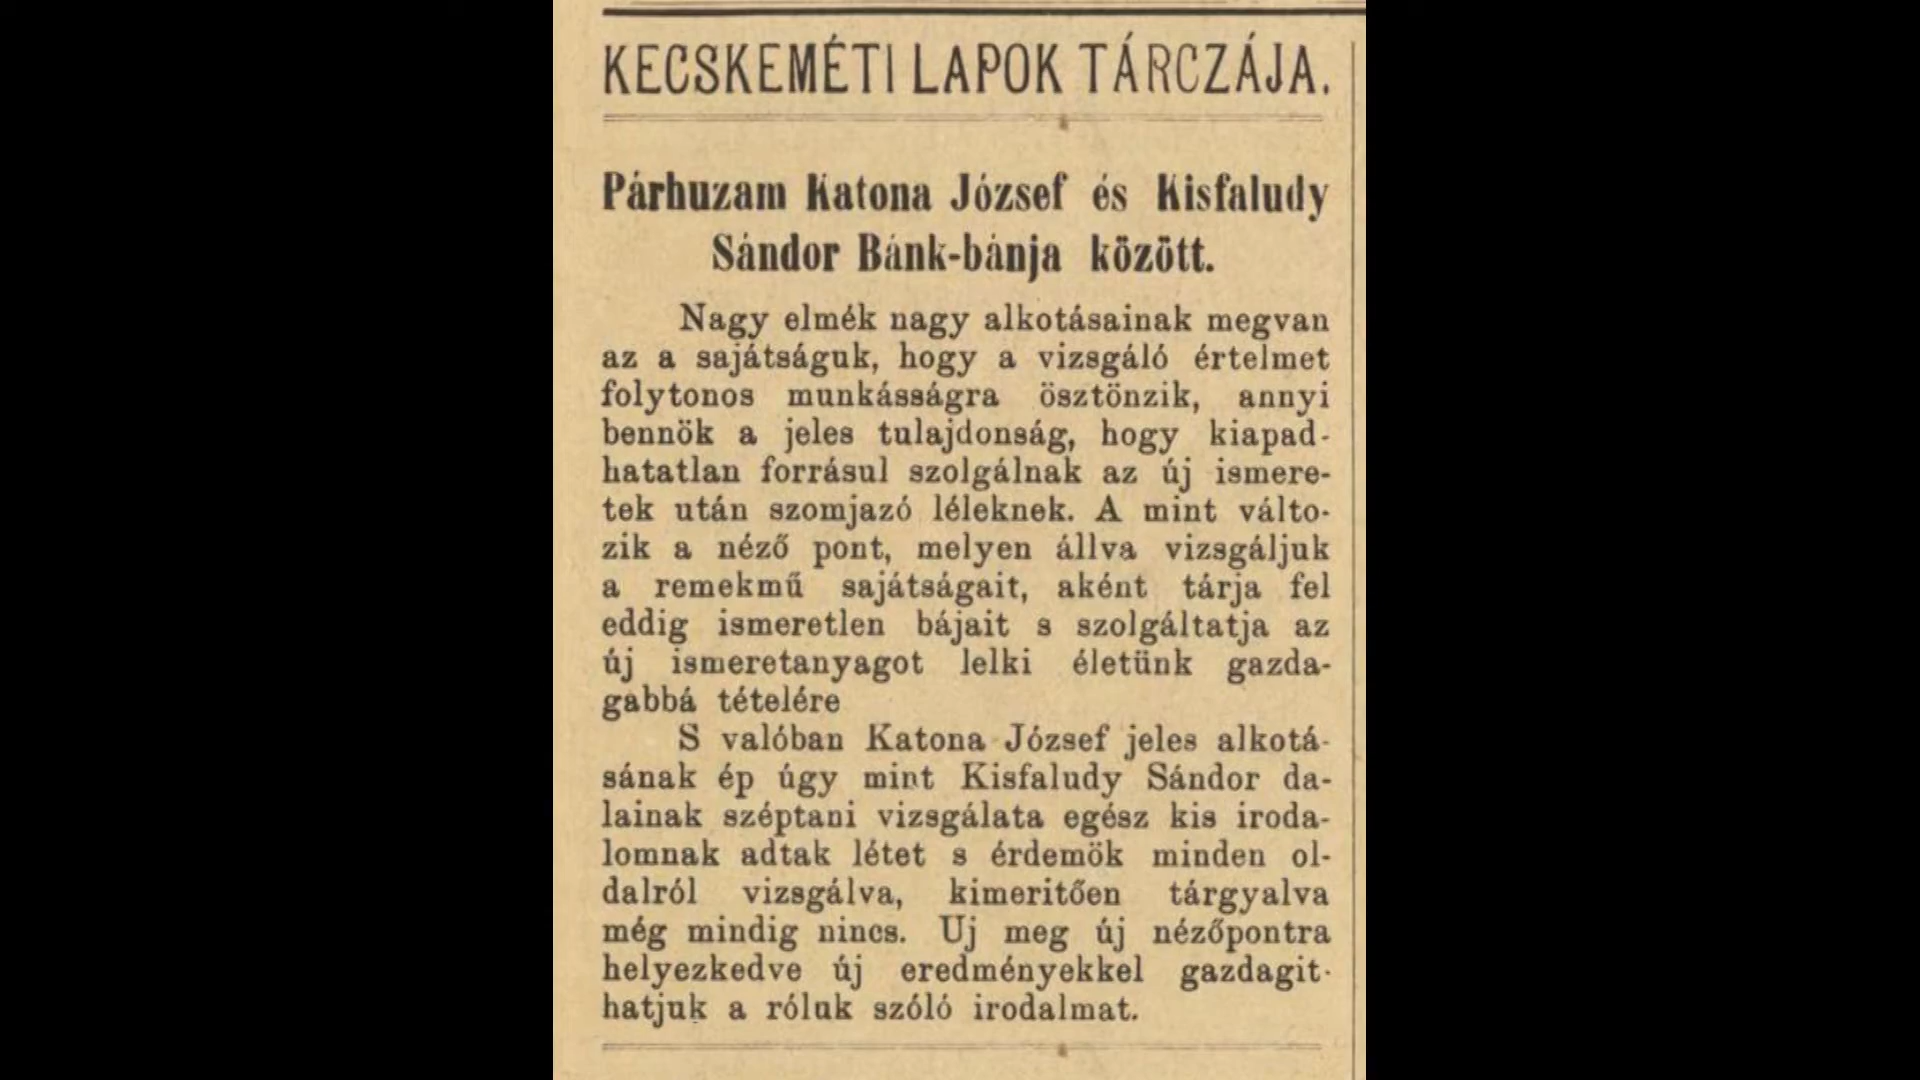 KECSKEMÉTI LAPOK TÁRCZÁJA.
Párhuzam Katona József és Kisfaludy
Sándor Bánk-bánja között.
Nagy elmék nagy alkotásainak megvan
az a sajátságuk, hogy a vizsgáló értelmet
folytonos munkásságra ösztönzik, annyi
bennök a jeles tulajdonság, hogy kiapad-
hatatlan forrásul szolgálnak az új ismere-
tek után szomjazó léleknek. A mint válto-
zik a néző pont, melyen állva vizsgáljuk
a remekmű sajátságait, aként tárja fel
eddig ismeretlen bájait s szolgáltatja az
új ismeretanyagot lelki életünk gazda-
gabbá tételére
S valóban Katona József jeles alkotá-
sának ép úgy mint Kisfaludy Sándor da-
lainak széptani vizsgálata egész kis iroda-
lomnak adtak létet s érdemök minden ol-
dalról vizsgálva, kimeritően tárgyalva
még mindig nincs. Uj meg új nézőpontra
helyezkedve új eredményekkel gazdagit-
hatjuk a róluk szóló irodalmat.